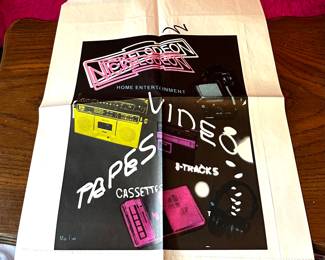 NICKELODEON
HOME ENTERTAINMENT
VIDEO
TAPES
8-TRACKS
CASSETTES